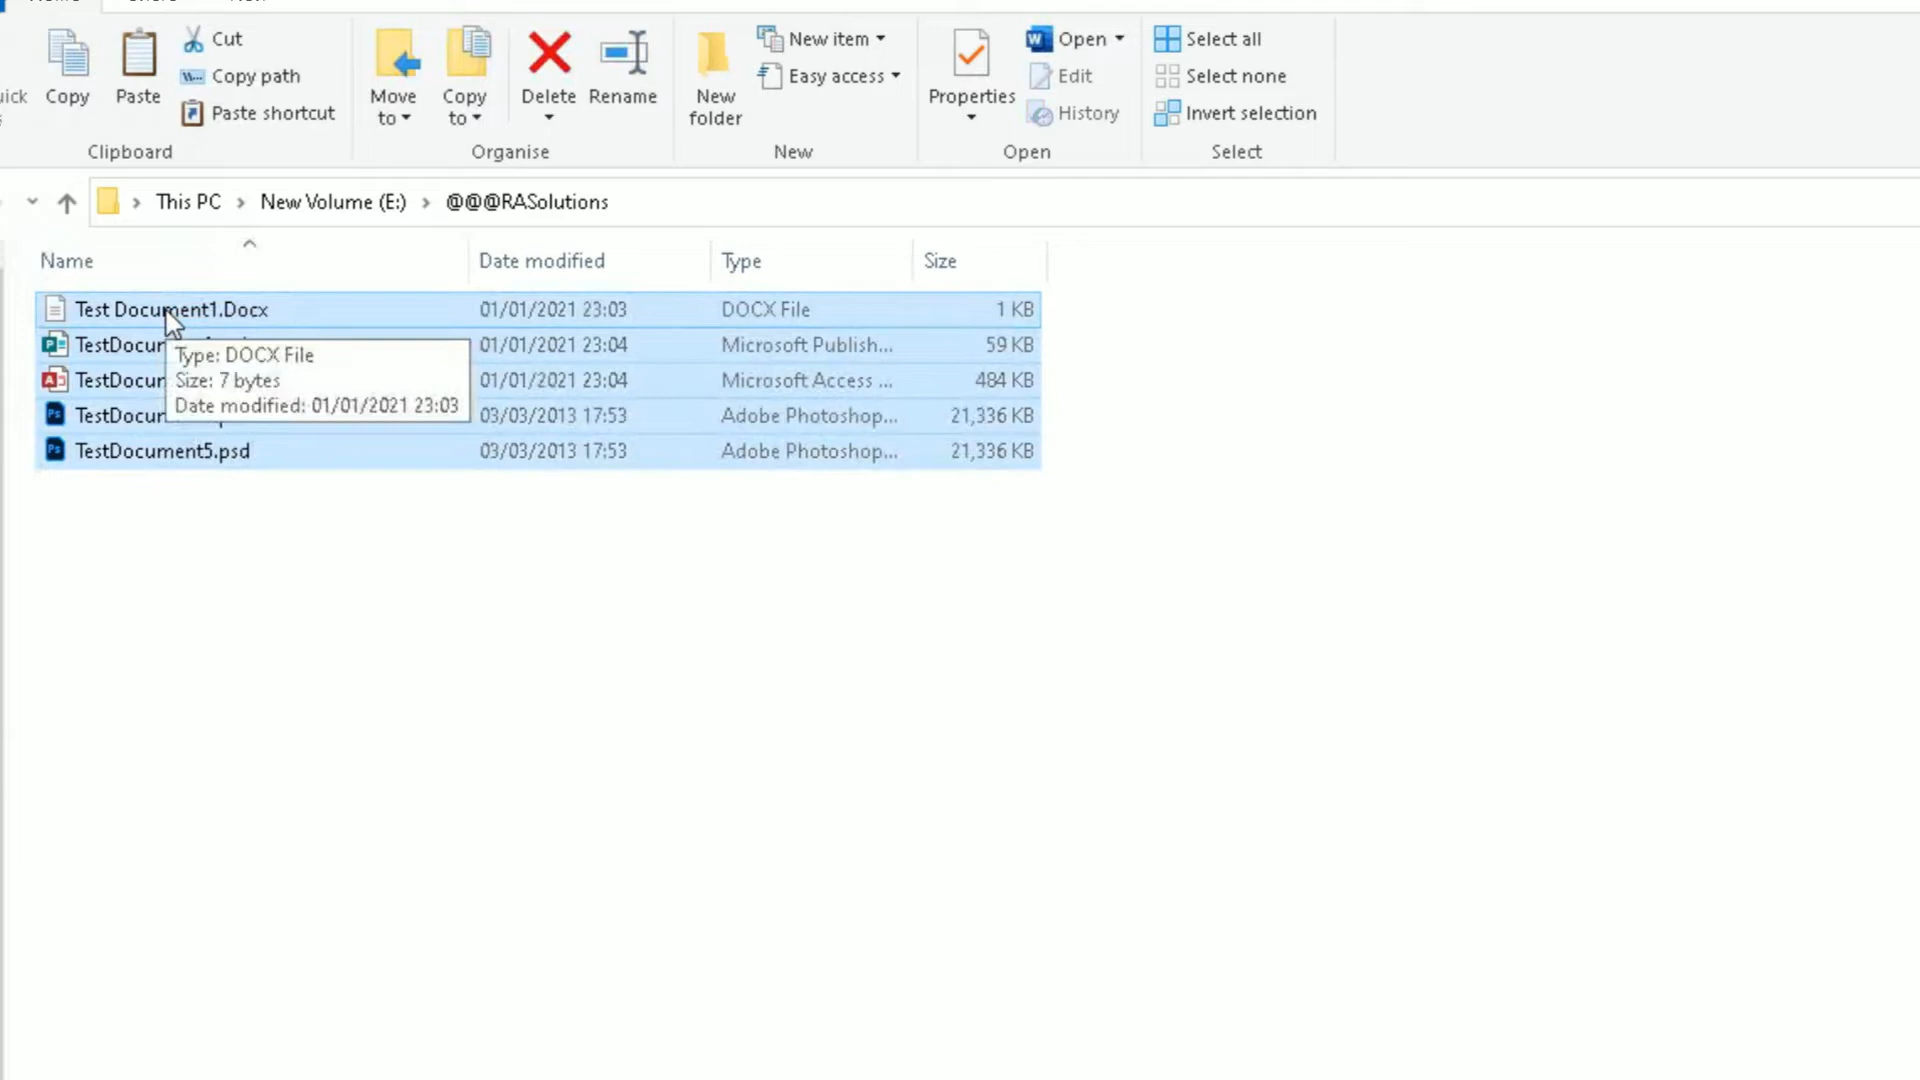 Cut
Copy path
Paste shortcut
Copy
Paste
Clipboard
Move to
Copy to
Delete
Rename
Organise
New folder
New item
Easy access
New
Properties
Open
Edit
History
Open
Select all
Select none
Invert selection
Select
This PC > New Volume (E:) > @@@RASolutions
Name Date modified Type Size
Test Document1.Docx 01/01/2021 23:03 DOCX File 1 KB
TestDocum 01/01/2021 23:04 Microsoft Publish... 59 KB
TestDocum 01/01/2021 23:04 Microsoft Access ... 484 KB
TestDocum 03/03/2013 17:53 Adobe Photoshop... 21,336 KB
TestDocument5.psd 03/03/2013 17:53 Adobe Photoshop... 21,336 KB
Type: DOCX File
Size: 7 bytes
Date modified: 01/01/2021 23:03